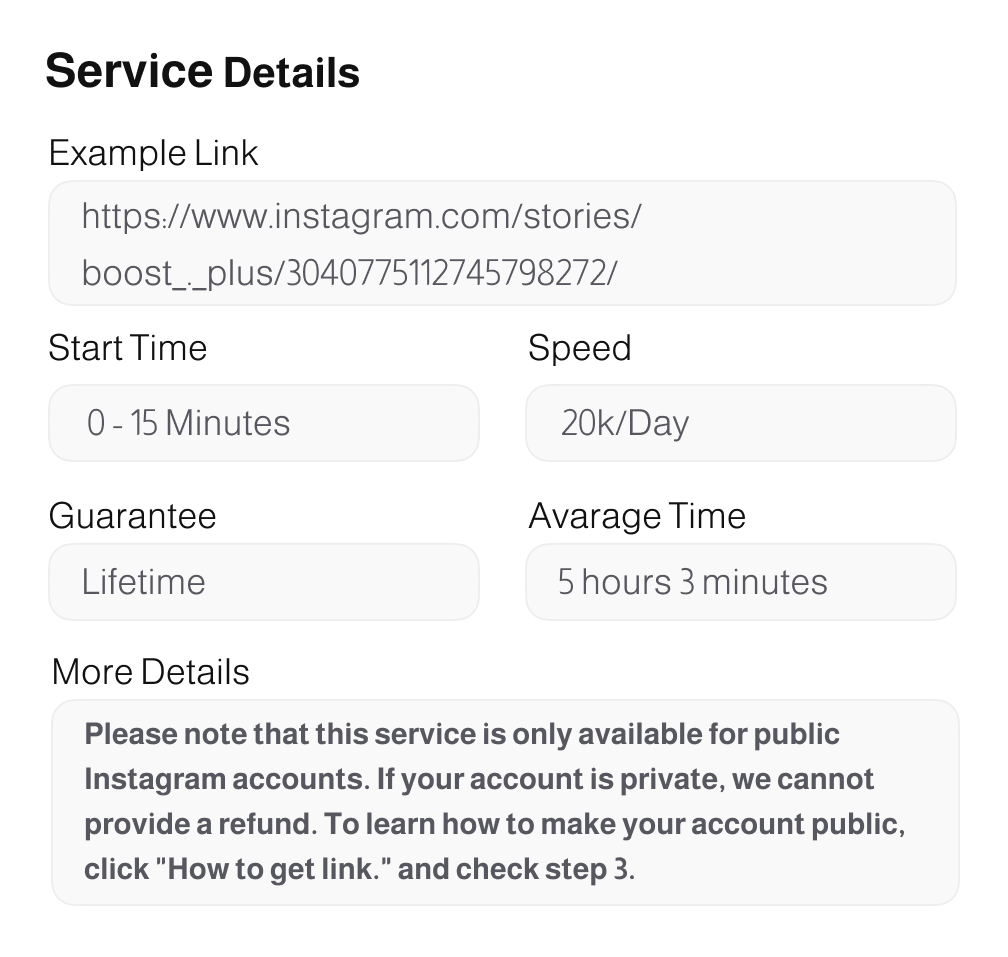 Service Details
Example Link
https://www.instagram.com/stories/
boost_._plus/3040775112745798272/
Start Time
Speed
0 - 15 Minutes
20k/Day
Guarantee
Avarage Time
Lifetime
5 hours 3 minutes
More Details
Please note that this service is only available for public
Instagram accounts. If your account is private, we cannot
provide a refund. To learn how to make your account public,
click "How to get link." and check step 3.